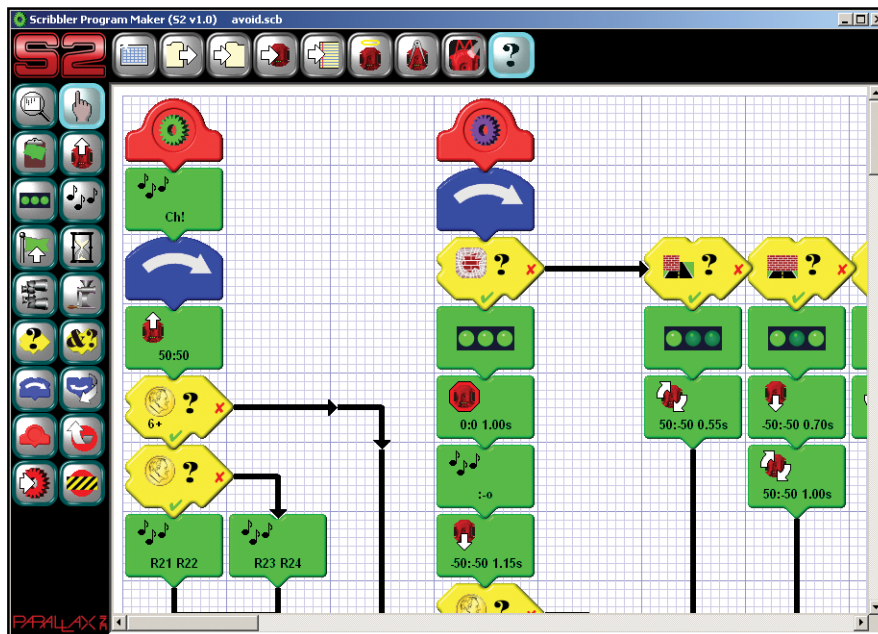 Scribbler Program Maker (S2 v1.0) avoid.scb
S2
?
Ch!
? ? ?
50:50
?
6+
0:0 1.00s
50:-50 0.55s
-50:-50 0.70s
?
:-o
50:-50 1.00s
R21 R22
R23 R24
-50:-50 1.15s
?
? &?
PARALLAX INC